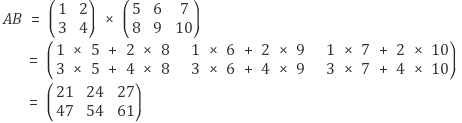 AB = (1 2 3 4) × (5 6 7 8 9 10)
= (1 × 5 + 2 × 8 1 × 6 + 2 × 9 1 × 7 + 2 × 10 3 × 5 + 4 × 8 3 × 6 + 4 × 9 3 × 7 + 4 × 10)
= (21 24 27 47 54 61)